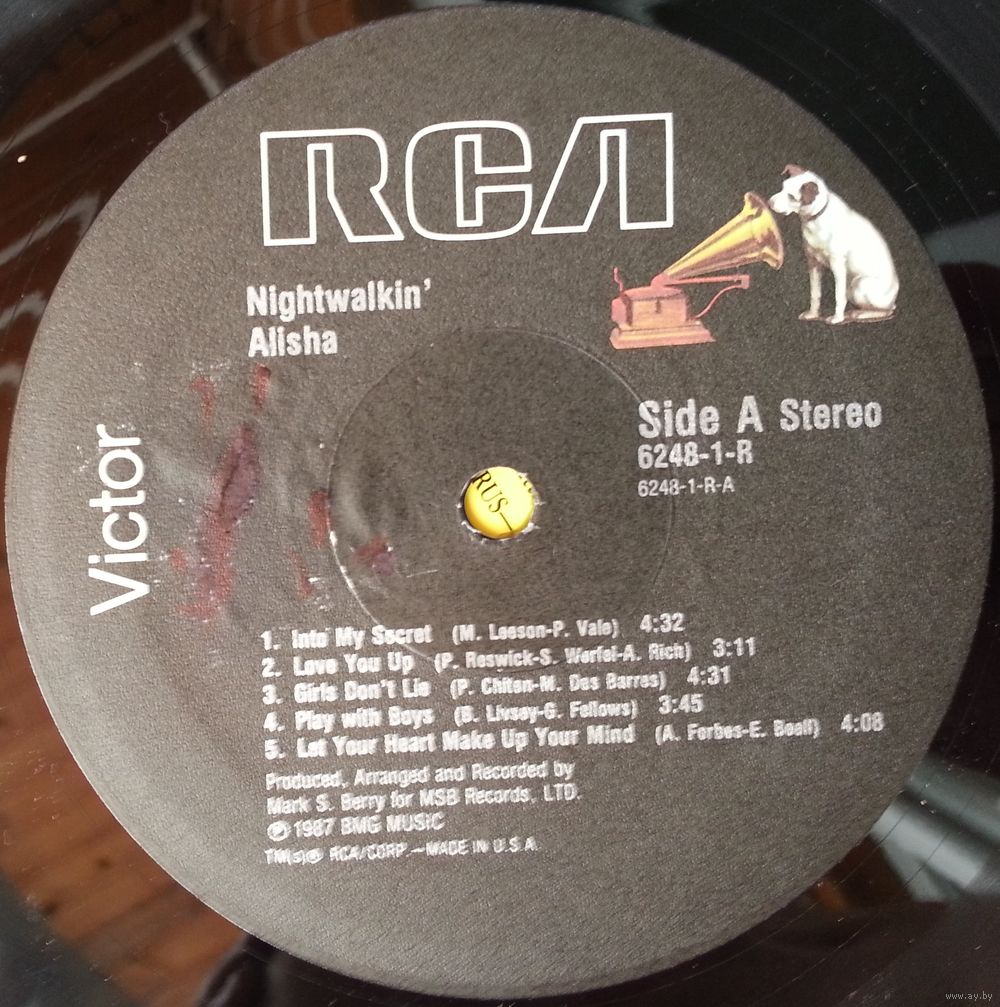 RCA
Nightwalkin'
Alisha
Victor
Side A Stereo
6248-1-R
6248-1-R-A
RUS
1. Into My Secret (M. Leeson-P. Vale) 4:32
2. Love You Up (P. Reswick-S. Werfel-A. Rich) 3:11
3. Girls Don't Lie (P. Chiten-M. Des Barres) 4:31
4. Play with Boys (B. Livsey-G. Fellows) 3:45
5. Let Your Heart Make Up Your Mind (A. Forbes-E. Beall) 4:08
Produced, Arranged and Recorded by
Mark S. Berry for MSB Records, LTD.
℗ 1987 BMG MUSIC
TM(s)® RCA/CORP.—MADE IN U.S.A.
www.ay.by